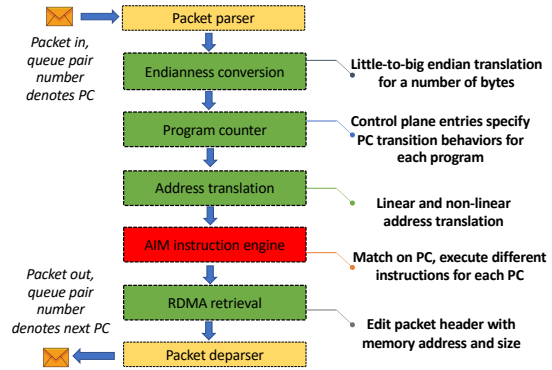 Packet parser
Packet in,
queue pair
number
denotes PC
Endianness conversion
Little-to-big endian translation
for a number of bytes
Program counter
Control plane entries specify
PC transition behaviors for
each program
Address translation
Linear and non-linear
address translation
AIM instruction engine
Match on PC, execute different
instructions for each PC
Packet out,
queue pair
number
denotes next PC
RDMA retrieval
Edit packet header with
memory address and size
Packet deparser